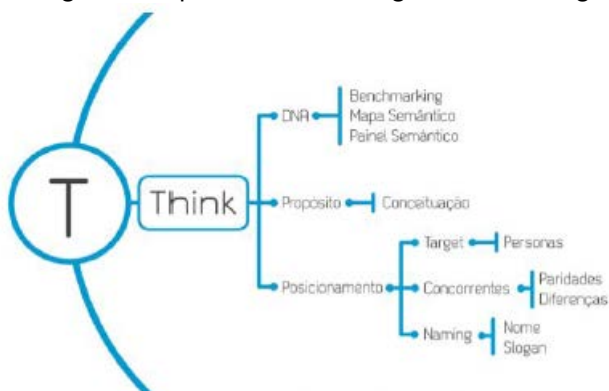 T
Think
DNA
Benchmarking
Mapa Semântico
Painel Semântico
Propósito
Conceituação
Posicionamento
Target
Personas
Concorrentes
Paridades
Diferenças
Naming
Nome
Slogan